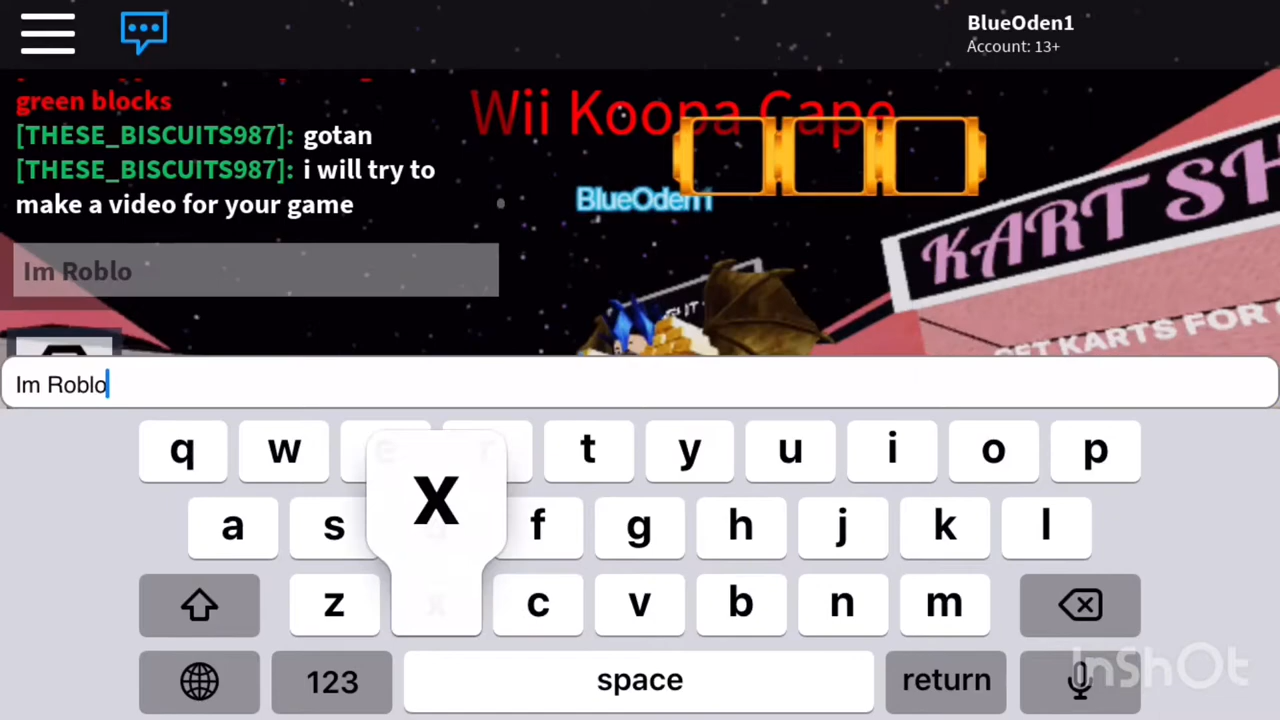 BlueOden1
Account: 13+
green blocks
[THESE_BISCUITS987]: gotan
[THESE_BISCUITS987]: i will try to
make a video for your game
Wii Koopa Cape
BlueOden1
KART SH
GET KARTS FOR
Im Roblo
Im Roblo
q w e r t y u i o p
a s f g h j k l
X
z x c v b n m
123 space return
InShOt